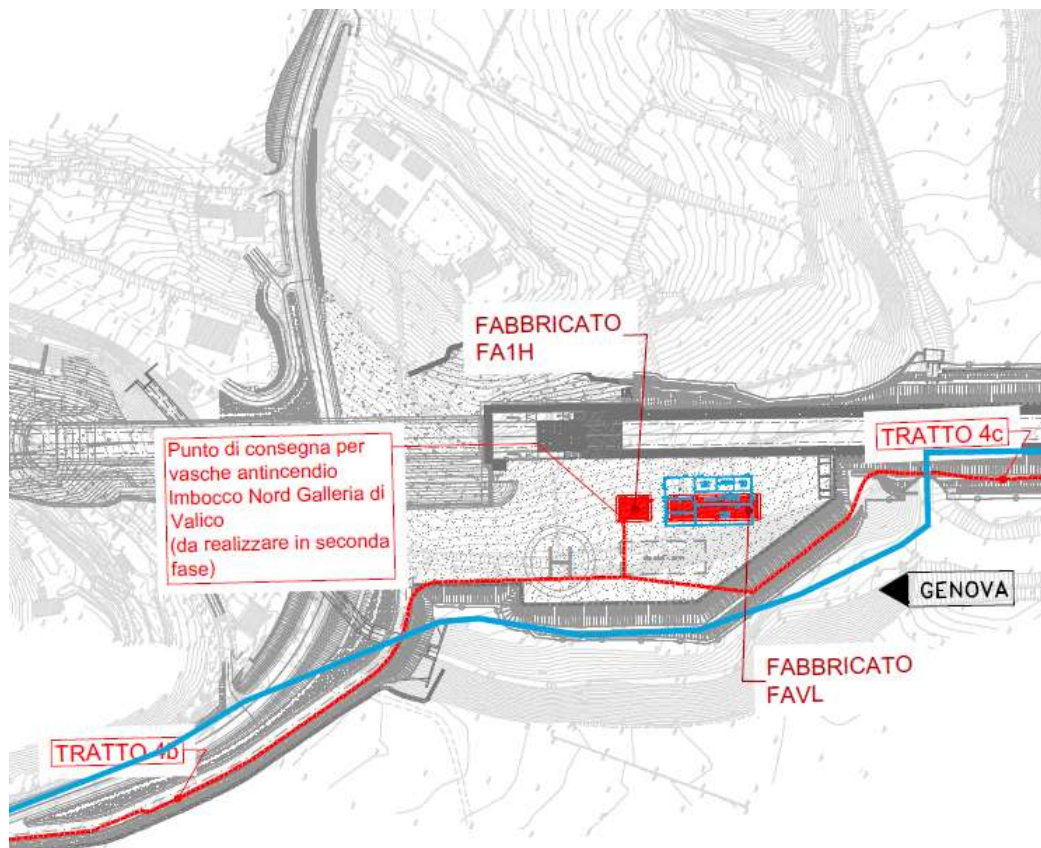 FABBRICATO
FA1H
Punto di consegna per
vasche antincendio
Imbocco Nord Galleria di
Valico
(da realizzare in seconda
fase)
TRATTO 4c
H
GENOVA
FABBRICATO
FAVL
TRATTO 4b